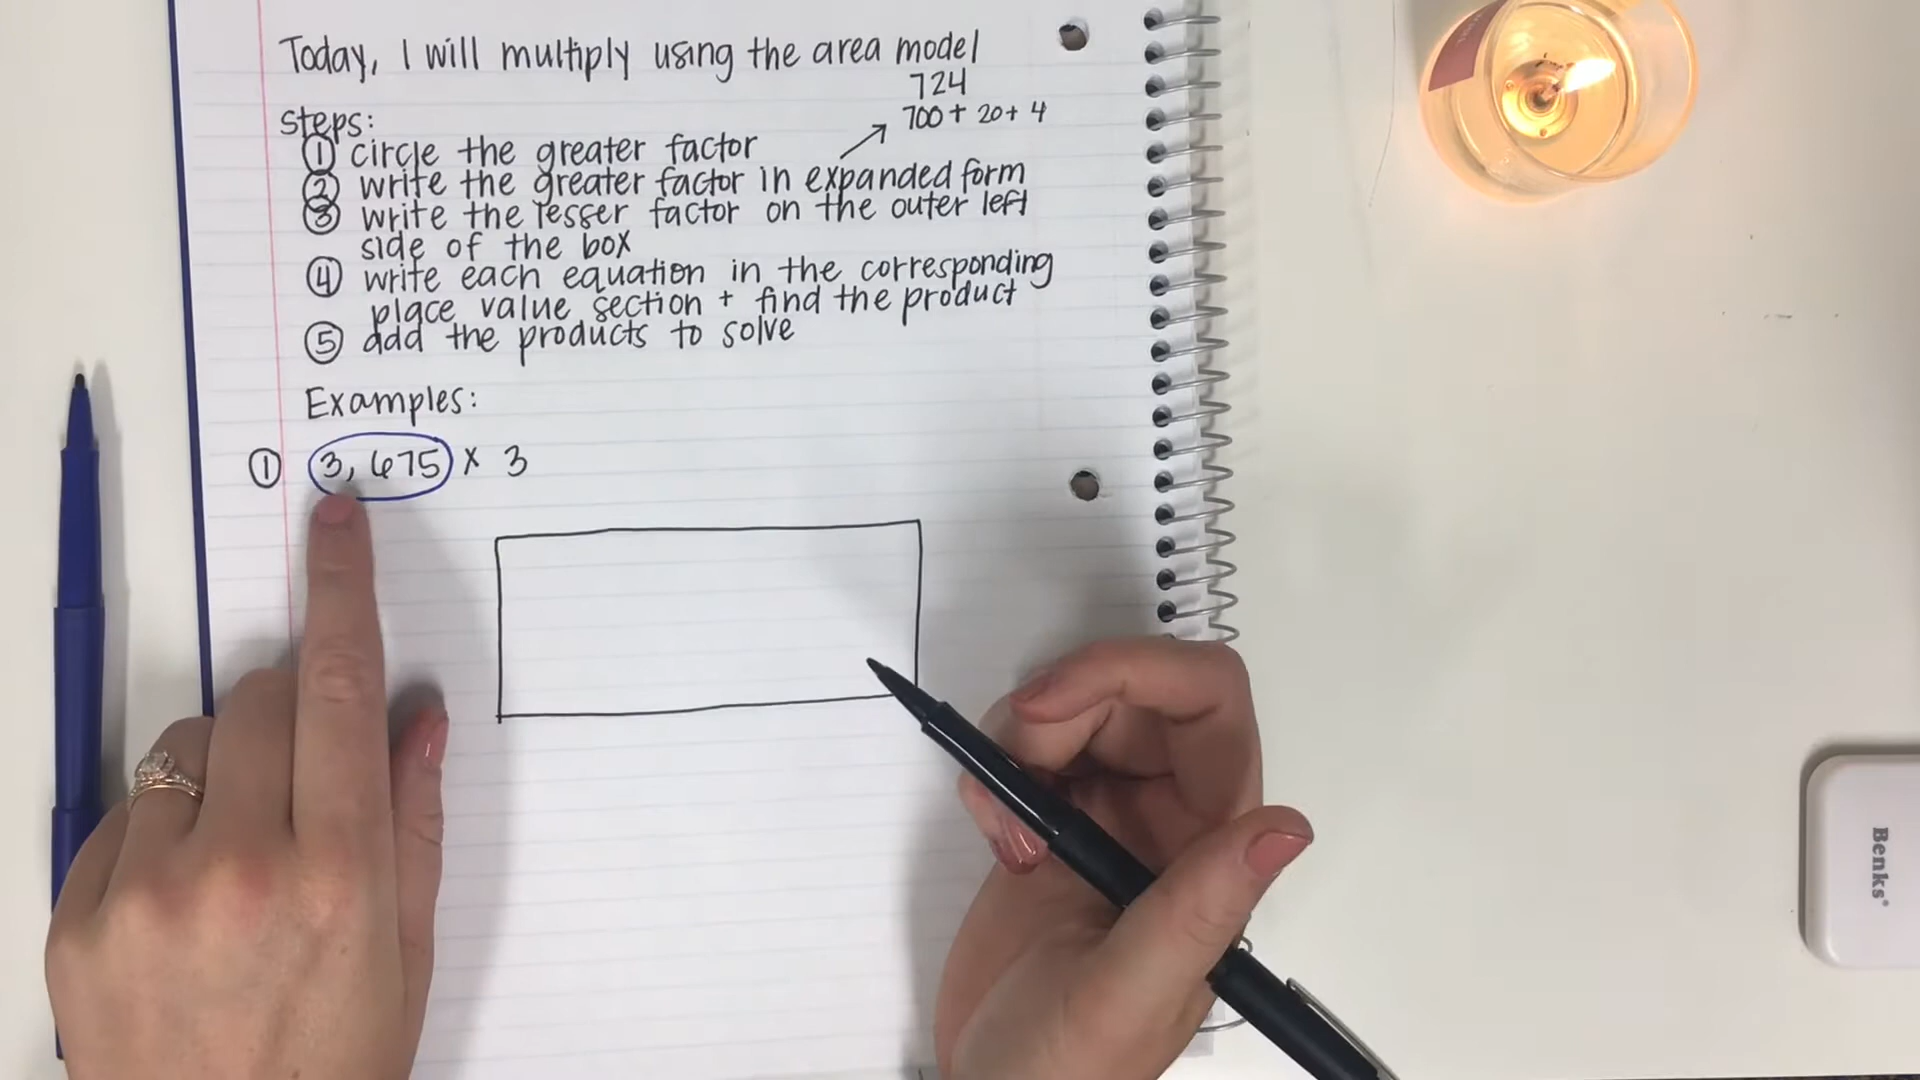 Today, I will multiply using the area model
724
700 + 20 + 4
steps:
① circle the greater factor
② write the greater factor in expanded form
③ write the lesser factor on the outer left
side of the box
④ write each equation in the corresponding
place value section + find the product
⑤ add the products to solve
Examples:
① 3,675 x 3
Benks®